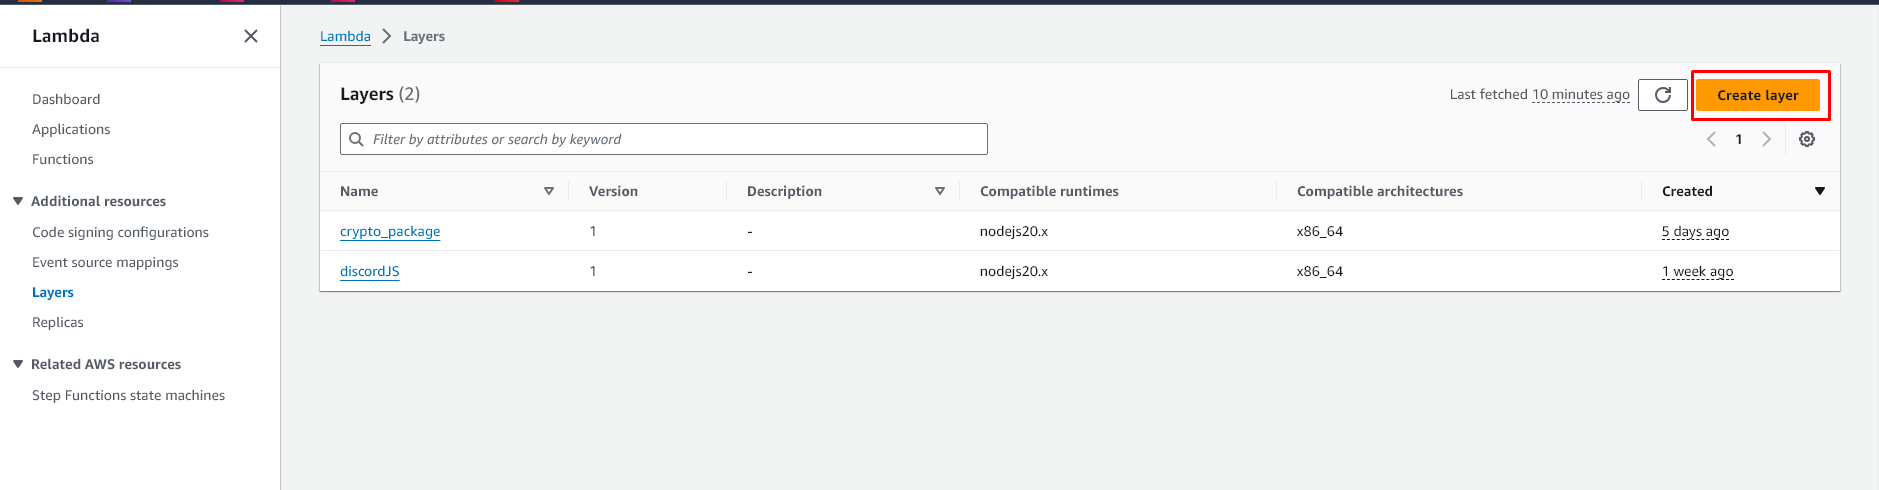 Lambda
Dashboard
Applications
Functions
Additional resources
Code signing configurations
Event source mappings
Layers
Replicas
Related AWS resources
Step Functions state machines
Lambda > Layers
Layers (2)
Last fetched 10 minutes ago
Create layer
Filter by attributes or search by keyword
1
Name Version Description Compatible runtimes Compatible architectures Created
crypto_package 1 - nodejs20.x x86_64 5 days ago
discordJS 1 - nodejs20.x x86_64 1 week ago